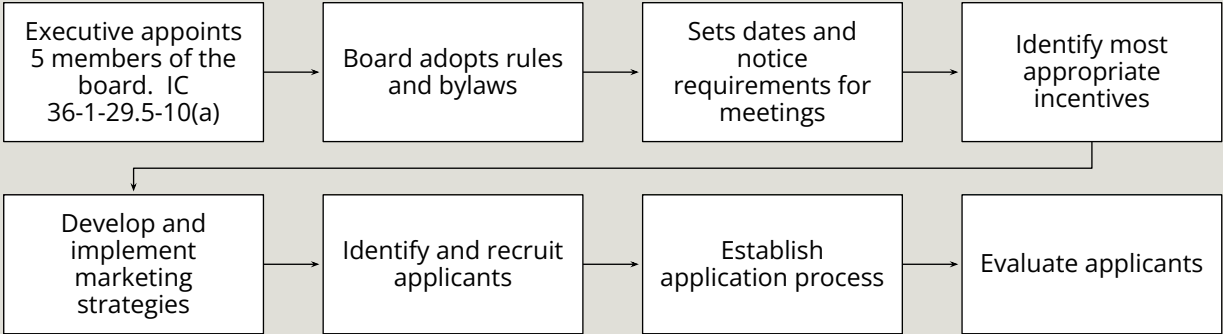 Executive appoints
5 members of the
board.  IC
36-1-29.5-10(a)
Board adopts rules
and bylaws
Sets dates and
notice
requirements for
meetings
Identify most
appropriate
incentives
Develop and
implement
marketing
strategies
Identify and recruit
applicants
Establish
application process
Evaluate applicants